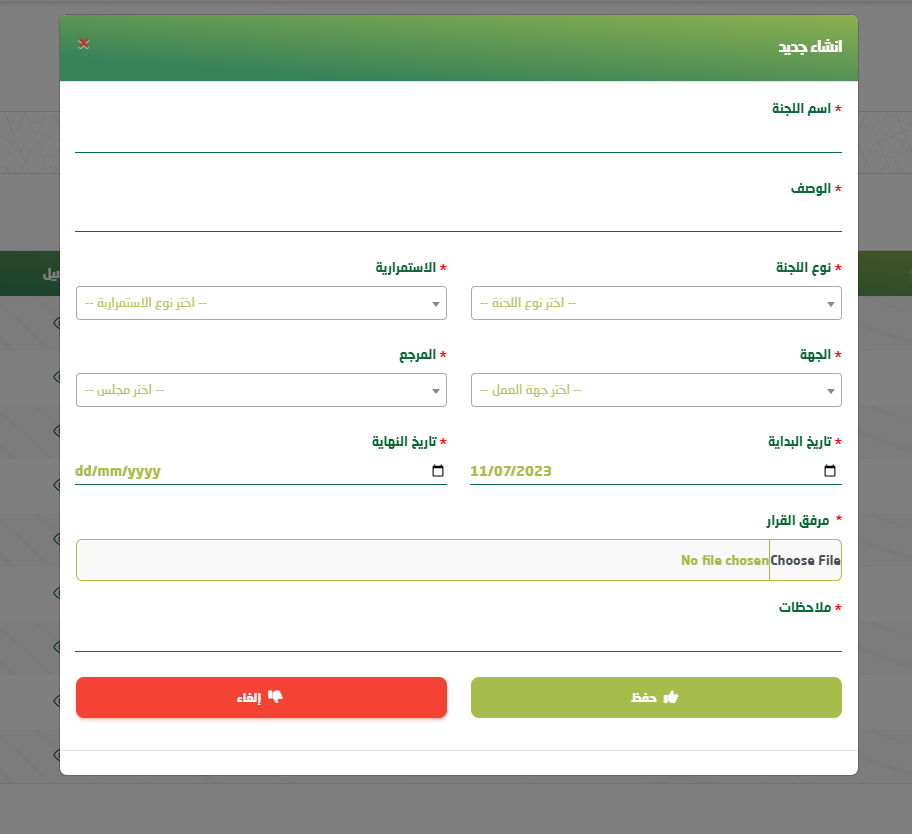 انشاء جديد
* اسم اللجنة
* الوصف
* نوع اللجنة
* الاستمرارية
-- اختر نوع اللجنة --
-- اختر نوع الاستمرارية --
* الجهة
* المرجع
-- اختر جهة العمل --
-- اختر مجلس --
* تاريخ البداية
* تاريخ النهاية
11/07/2023
dd/mm/yyyy
* مرفق القرار
Choose File No file chosen
* ملاحظات
حفظ
إلغاء